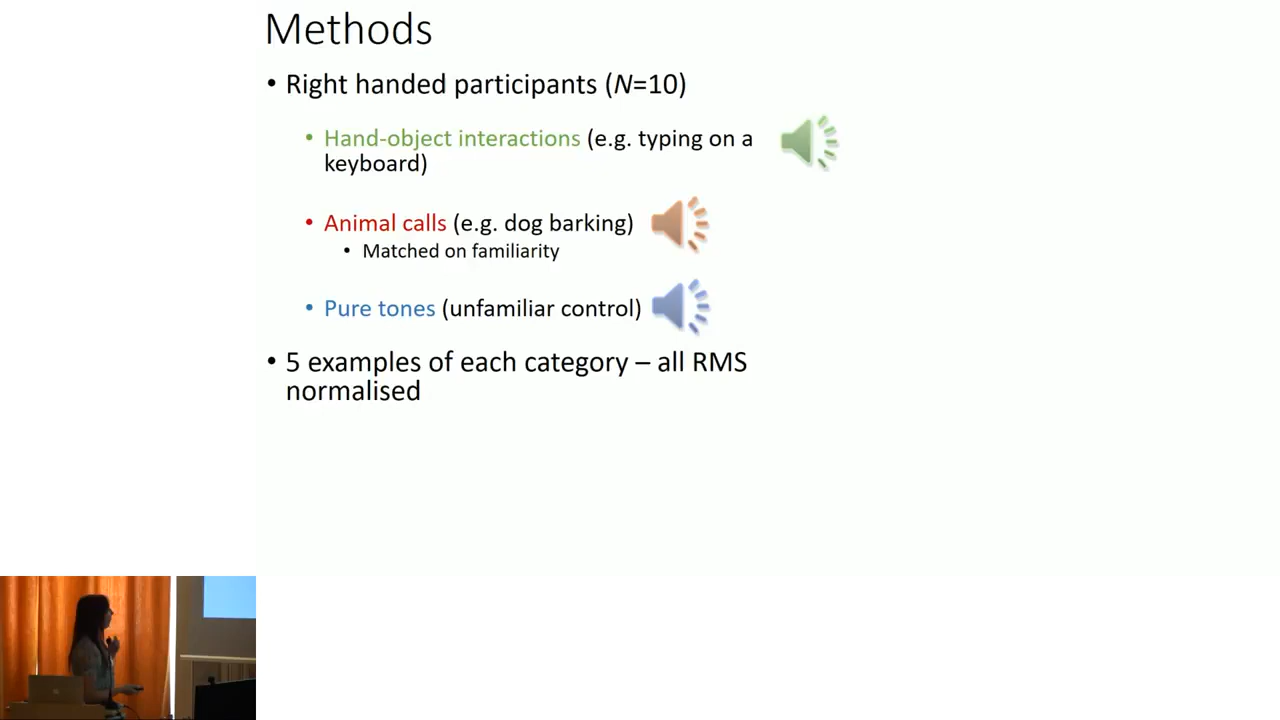 Methods
• Right handed participants (N=10)
• Hand-object interactions (e.g. typing on a
keyboard)
• Animal calls (e.g. dog barking)
• Matched on familiarity
• Pure tones (unfamiliar control)
• 5 examples of each category – all RMS
normalised